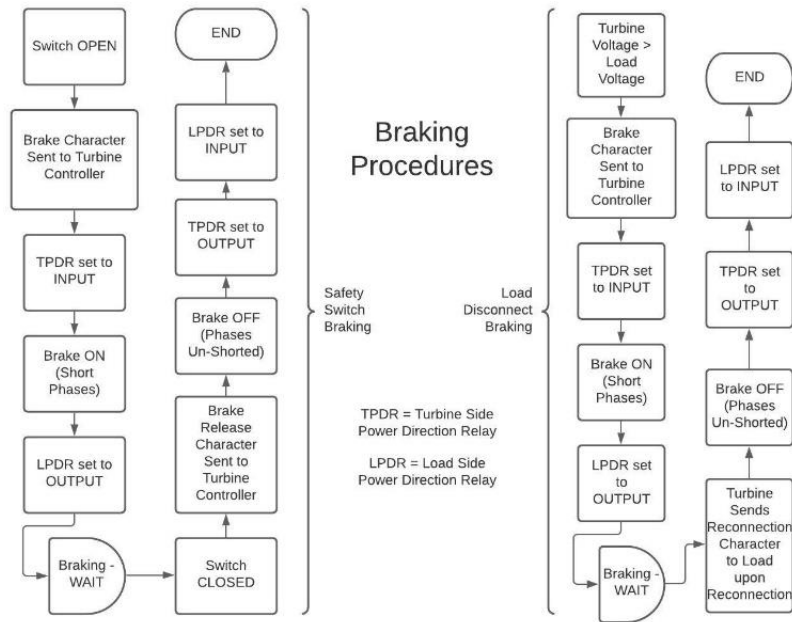 Switch OPEN
Brake Character
Sent to Turbine
Controller
TPDR set to
INPUT
Brake ON
(Short
Phases)
LPDR set to
OUTPUT
Braking -
WAIT
Switch
CLOSED
Brake
Release
Character
Sent to
Turbine
Controller
Brake OFF
(Phases
Un-Shorted)
TPDR set to
OUTPUT
LPDR set to
INPUT
END
Braking
Procedures
Safety
Switch
Braking
Load
Disconnect
Braking
TPDR = Turbine Side
Power Direction Relay
LPDR = Load Side
Power Direction Relay
Turbine
Voltage >
Load
Voltage
Brake
Character
Sent to
Turbine
Controller
TPDR set
to INPUT
Brake ON
(Short
Phases)
LPDR set
to
OUTPUT
Braking -
WAIT
Turbine
Sends
Reconnection
Character
to Load
upon
Reconnection
Brake OFF
(Phases
Un-Shorted)
TPDR set
to
OUTPUT
LPDR set
to INPUT
END